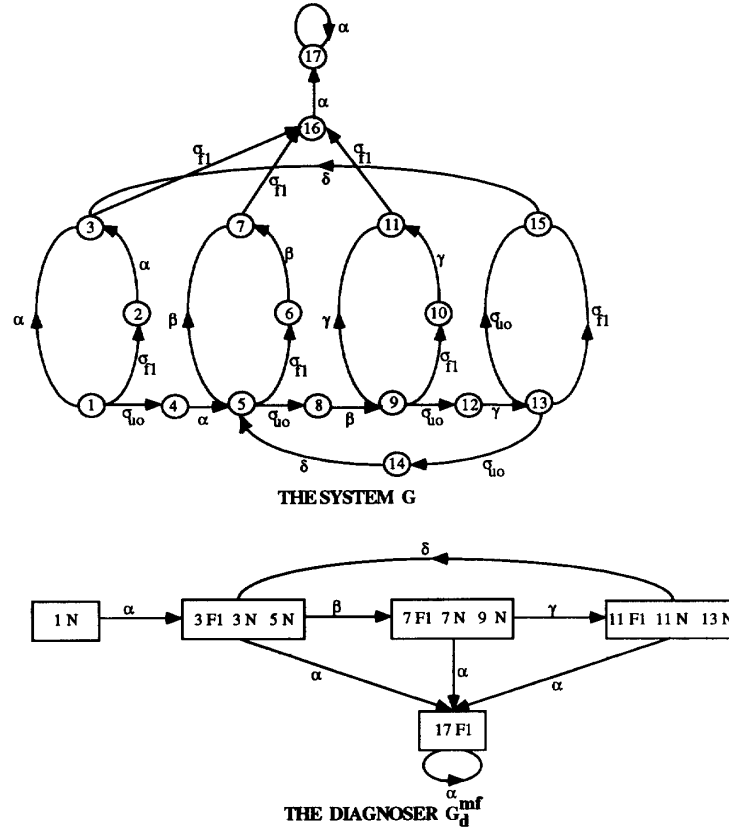 α
17
α
16
σf1 σf1 σf1
δ
3 7 11 15
α β γ
α 2 β 6 γ 10 σuo σf1
σf1 σf1 σf1
1 4 5 8 9 12 13
σuo α σuo β σuo γ
δ 14 σuo
THE SYSTEM G
δ
1 N α 3 F1 3 N 5 N β 7 F1 7 N 9 N γ 11 F1 11 N 13 N
α α α
17 F1
α
THE DIAGNOSER G_d^mf